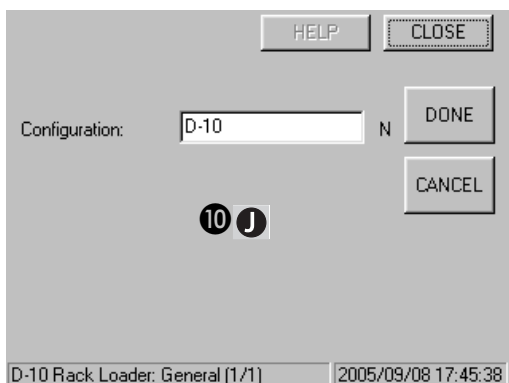 HELP CLOSE
Configuration: D-10 N DONE
CANCEL
10 J
D-10 Rack Loader: General (1/1) 2005/09/08 17:45:38